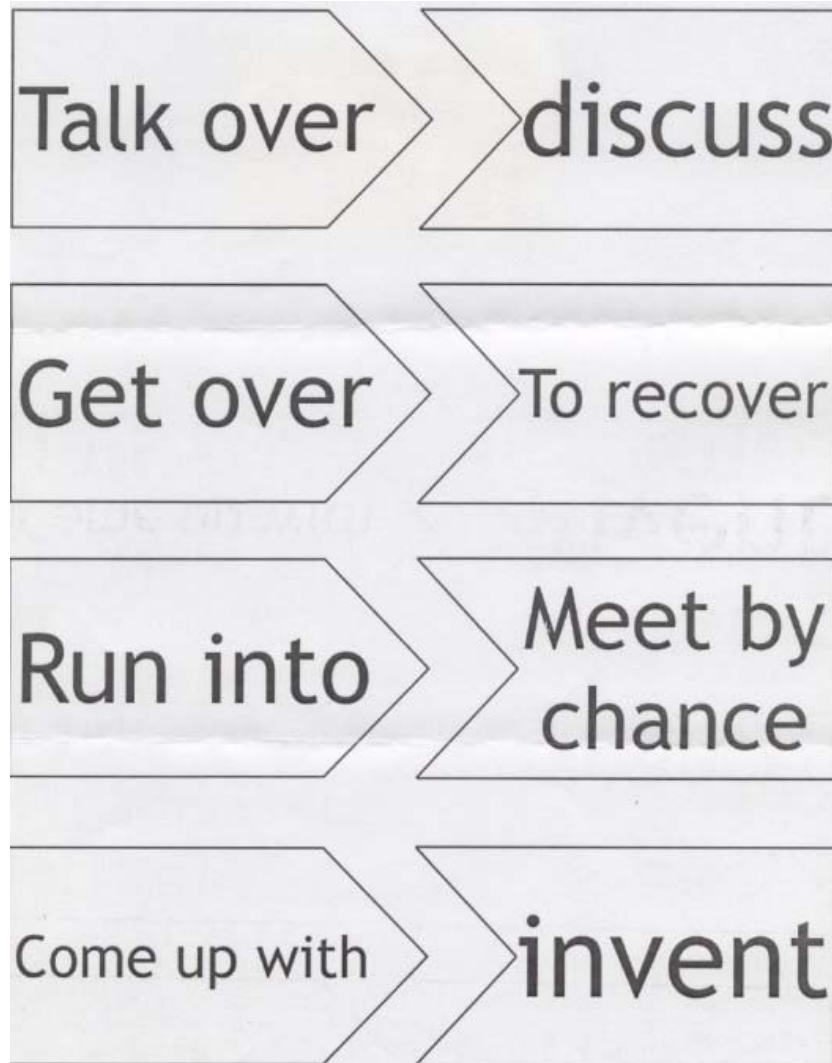 Talk over
discuss
Get over
To recover
Run into
Meet by
chance
Come up with
invent